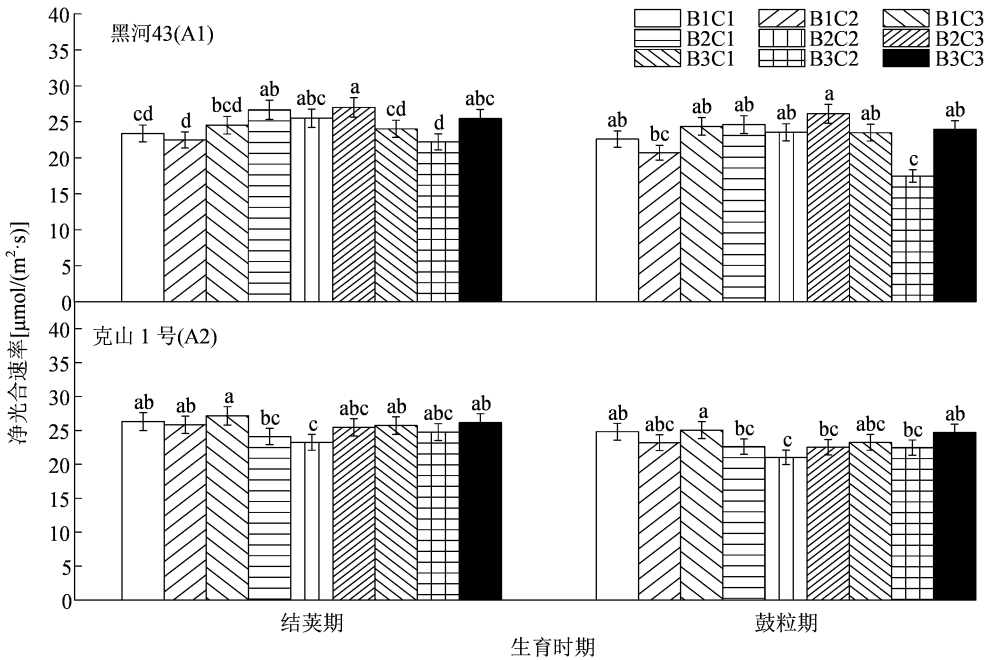 净光合速率[μmol/(m²·s)]
黑河43(A1)
B1C1 B1C2 B1C3
B2C1 B2C2 B2C3
B3C1 B3C2 B3C3
40
35
30
25
20
15
10
5
0
cd d bcd ab abc a cd d abc
ab bc ab ab ab a ab c ab
克山 1 号(A2)
40
35
30
25
20
15
10
5
0
ab ab a bc c abc ab abc ab
ab abc a bc c bc abc bc ab
结荚期 鼓粒期
生育时期